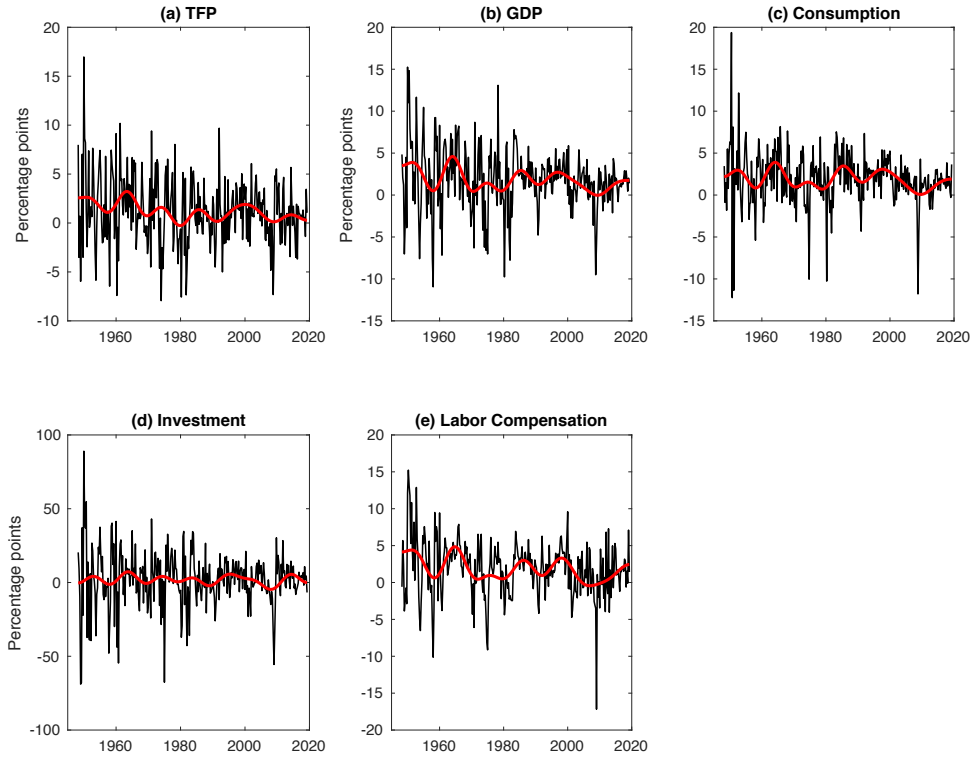 (a) TFP
20
15
10
5
0
-5
-10
Percentage points
1960 1980 2000 2020
(b) GDP
20
15
10
5
0
-5
-10
-15
Percentage points
1960 1980 2000 2020
(c) Consumption
20
15
10
5
0
-5
-10
-15
1960 1980 2000 2020
(d) Investment
100
50
0
-50
-100
Percentage points
1960 1980 2000 2020
(e) Labor Compensation
20
15
10
5
0
-5
-10
-15
-20
1960 1980 2000 2020